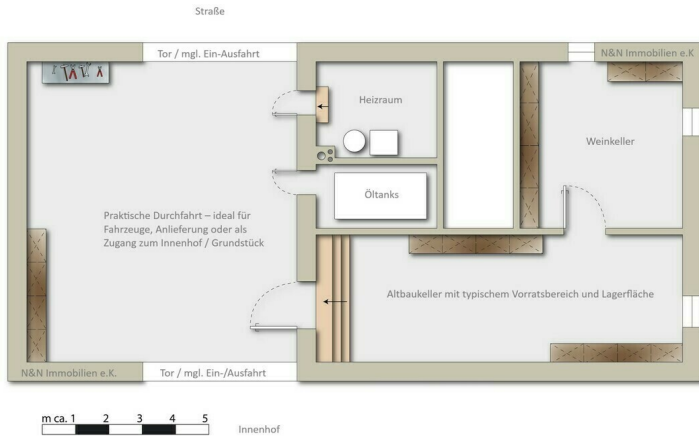 Straße
Tor / mgl. Ein-Ausfahrt
N&N Immobilien e.K
Heizraum
Weinkeller
Öltanks
Praktische Durchfahrt – ideal für
Fahrzeuge, Anlieferung oder als
Zugang zum Innenhof / Grundstück
Altbaukeller mit typischem Vorratsbereich und Lagerfläche
N&N Immobilien e.K.
Tor / mgl. Ein-/Ausfahrt
m ca. 1 2 3 4 5
Innenhof